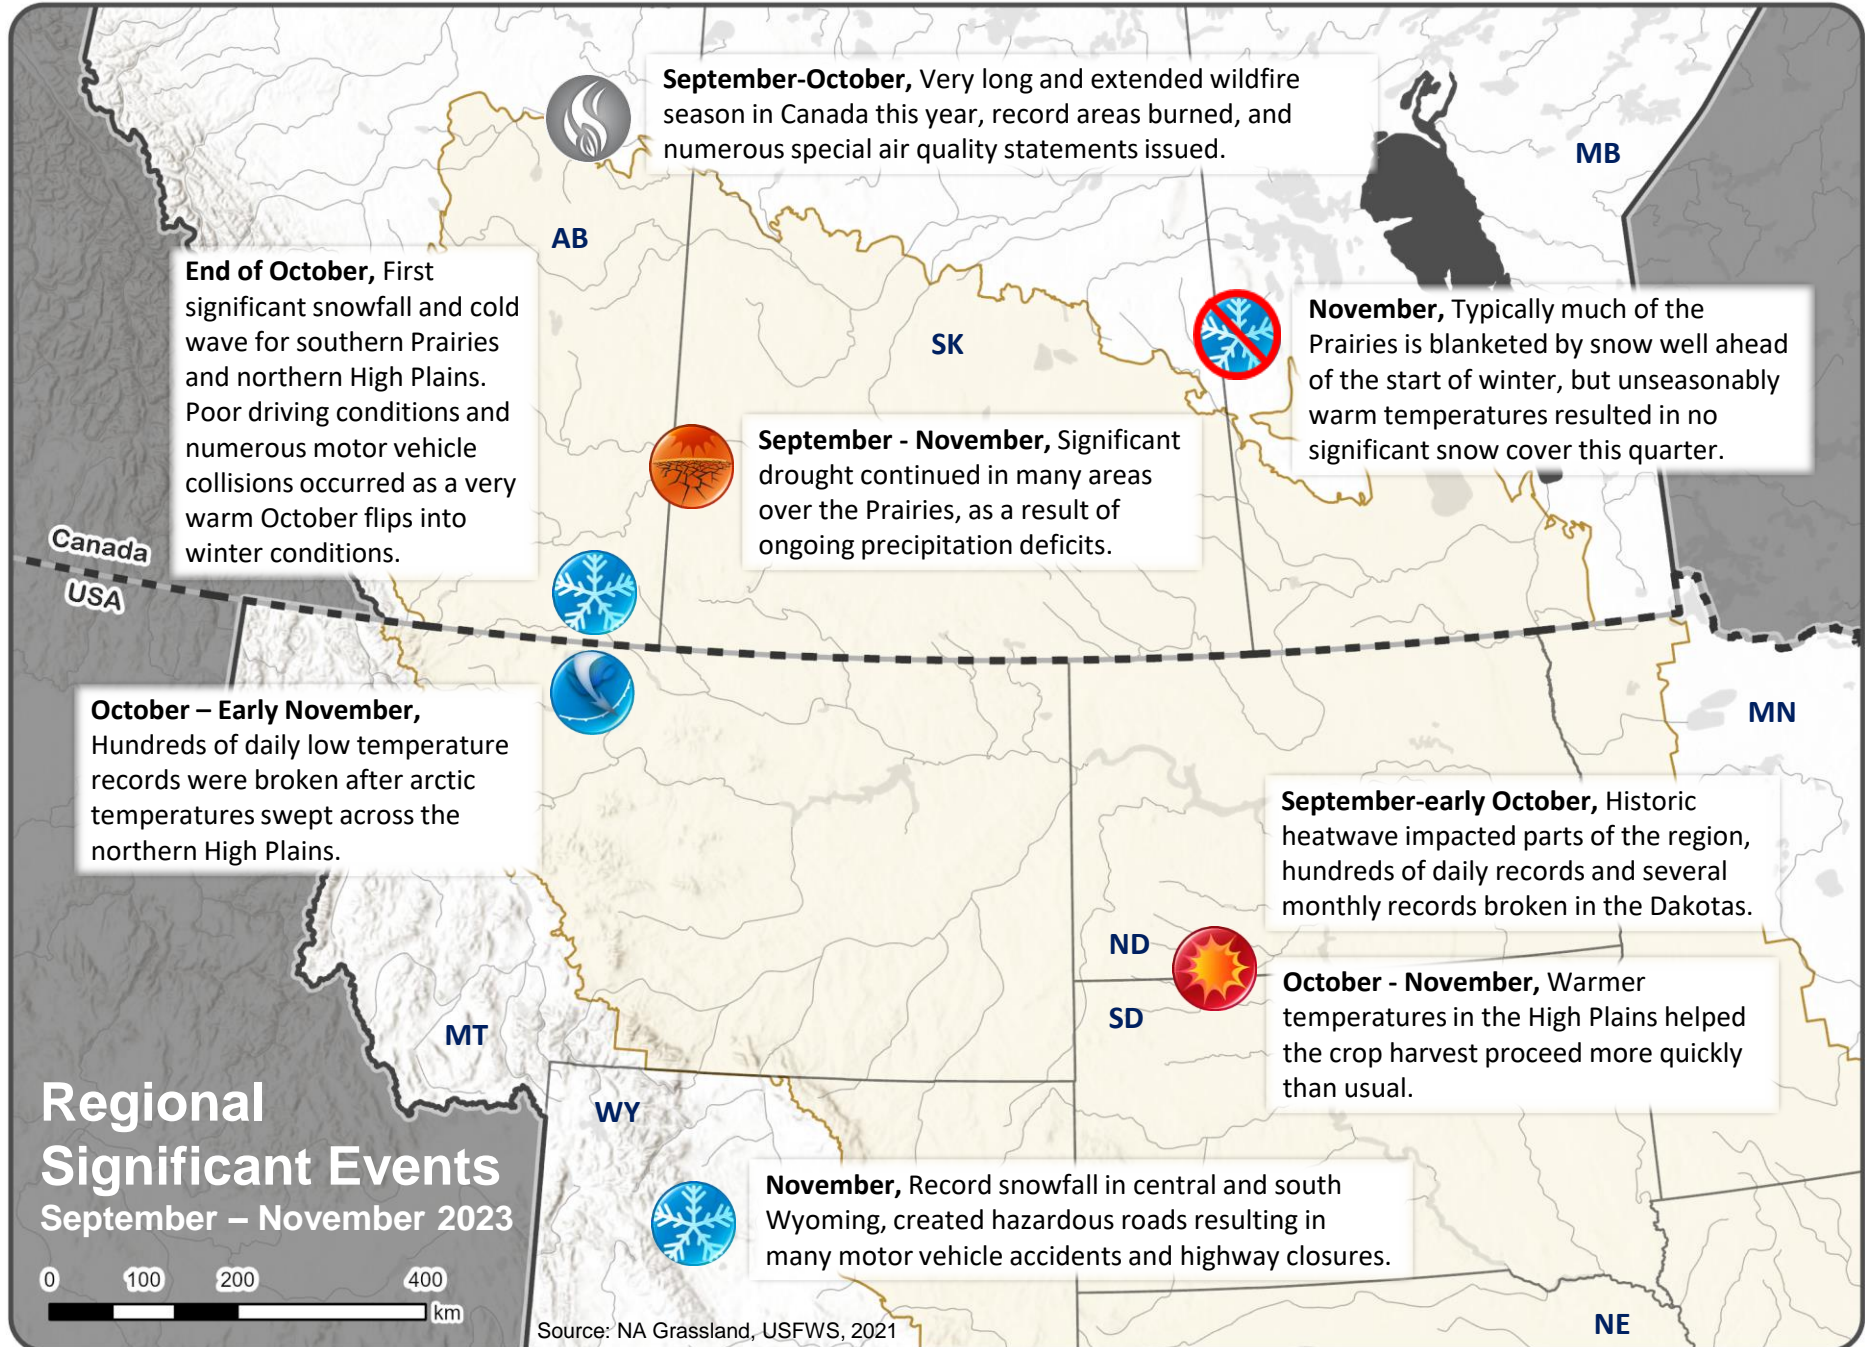 September-October, Very long and extended wildfire
season in Canada this year, record areas burned, and
numerous special air quality statements issued.
MB
AB
End of October, First
significant snowfall and cold
wave for southern Prairies
and northern High Plains.
Poor driving conditions and
numerous motor vehicle
collisions occurred as a very
warm October flips into
winter conditions.
SK
November, Typically much of the
Prairies is blanketed by snow well ahead
of the start of winter, but unseasonably
warm temperatures resulted in no
significant snow cover this quarter.
September - November, Significant
drought continued in many areas
over the Prairies, as a result of
ongoing precipitation deficits.
Canada
USA
October – Early November,
Hundreds of daily low temperature
records were broken after arctic
temperatures swept across the
northern High Plains.
MN
September-early October, Historic
heatwave impacted parts of the region,
hundreds of daily records and several
monthly records broken in the Dakotas.
ND
SD
October - November, Warmer
temperatures in the High Plains helped
the crop harvest proceed more quickly
than usual.
MT
WY
Regional
Significant Events
September – November 2023
November, Record snowfall in central and south
Wyoming, created hazardous roads resulting in
many motor vehicle accidents and highway closures.
0 100 200 400
km
Source: NA Grassland, USFWS, 2021
NE